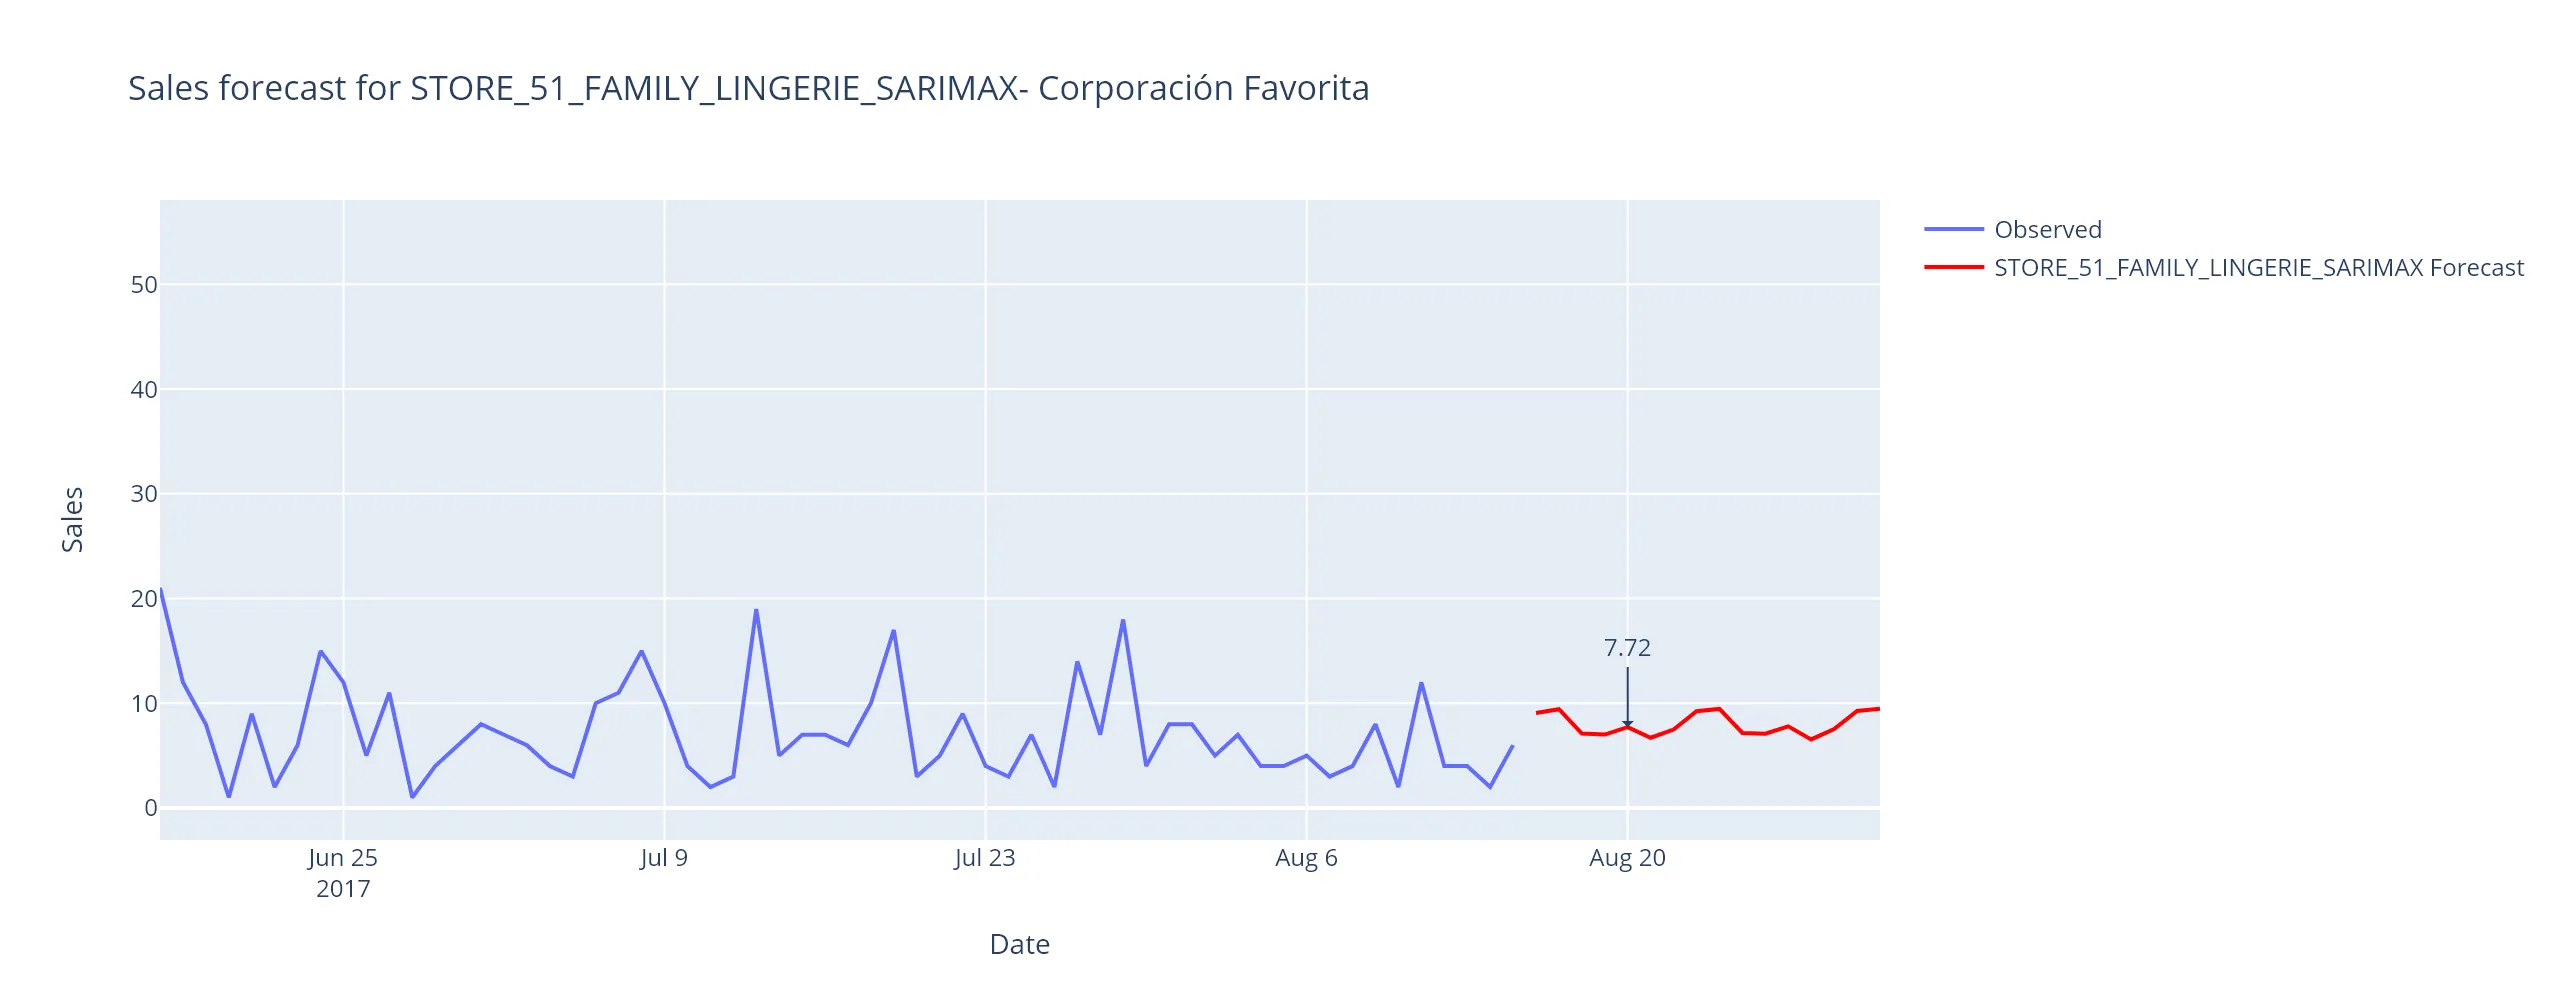 Sales forecast for STORE_51_FAMILY_LINGERIE_SARIMAX- Corporación Favorita
Observed
STORE_51_FAMILY_LINGERIE_SARIMAX Forecast
50
40
30
20
10
0
Sales
7.72
Jun 25
2017
Jul 9
Jul 23
Aug 6
Aug 20
Date